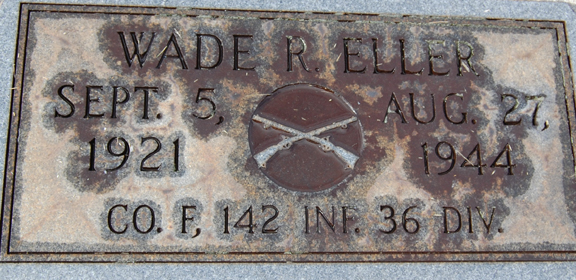 WADE R. ELLER
SEPT. 5, AUG. 27,
1921 1944
CO. F, 142 INF. 36 DIV.